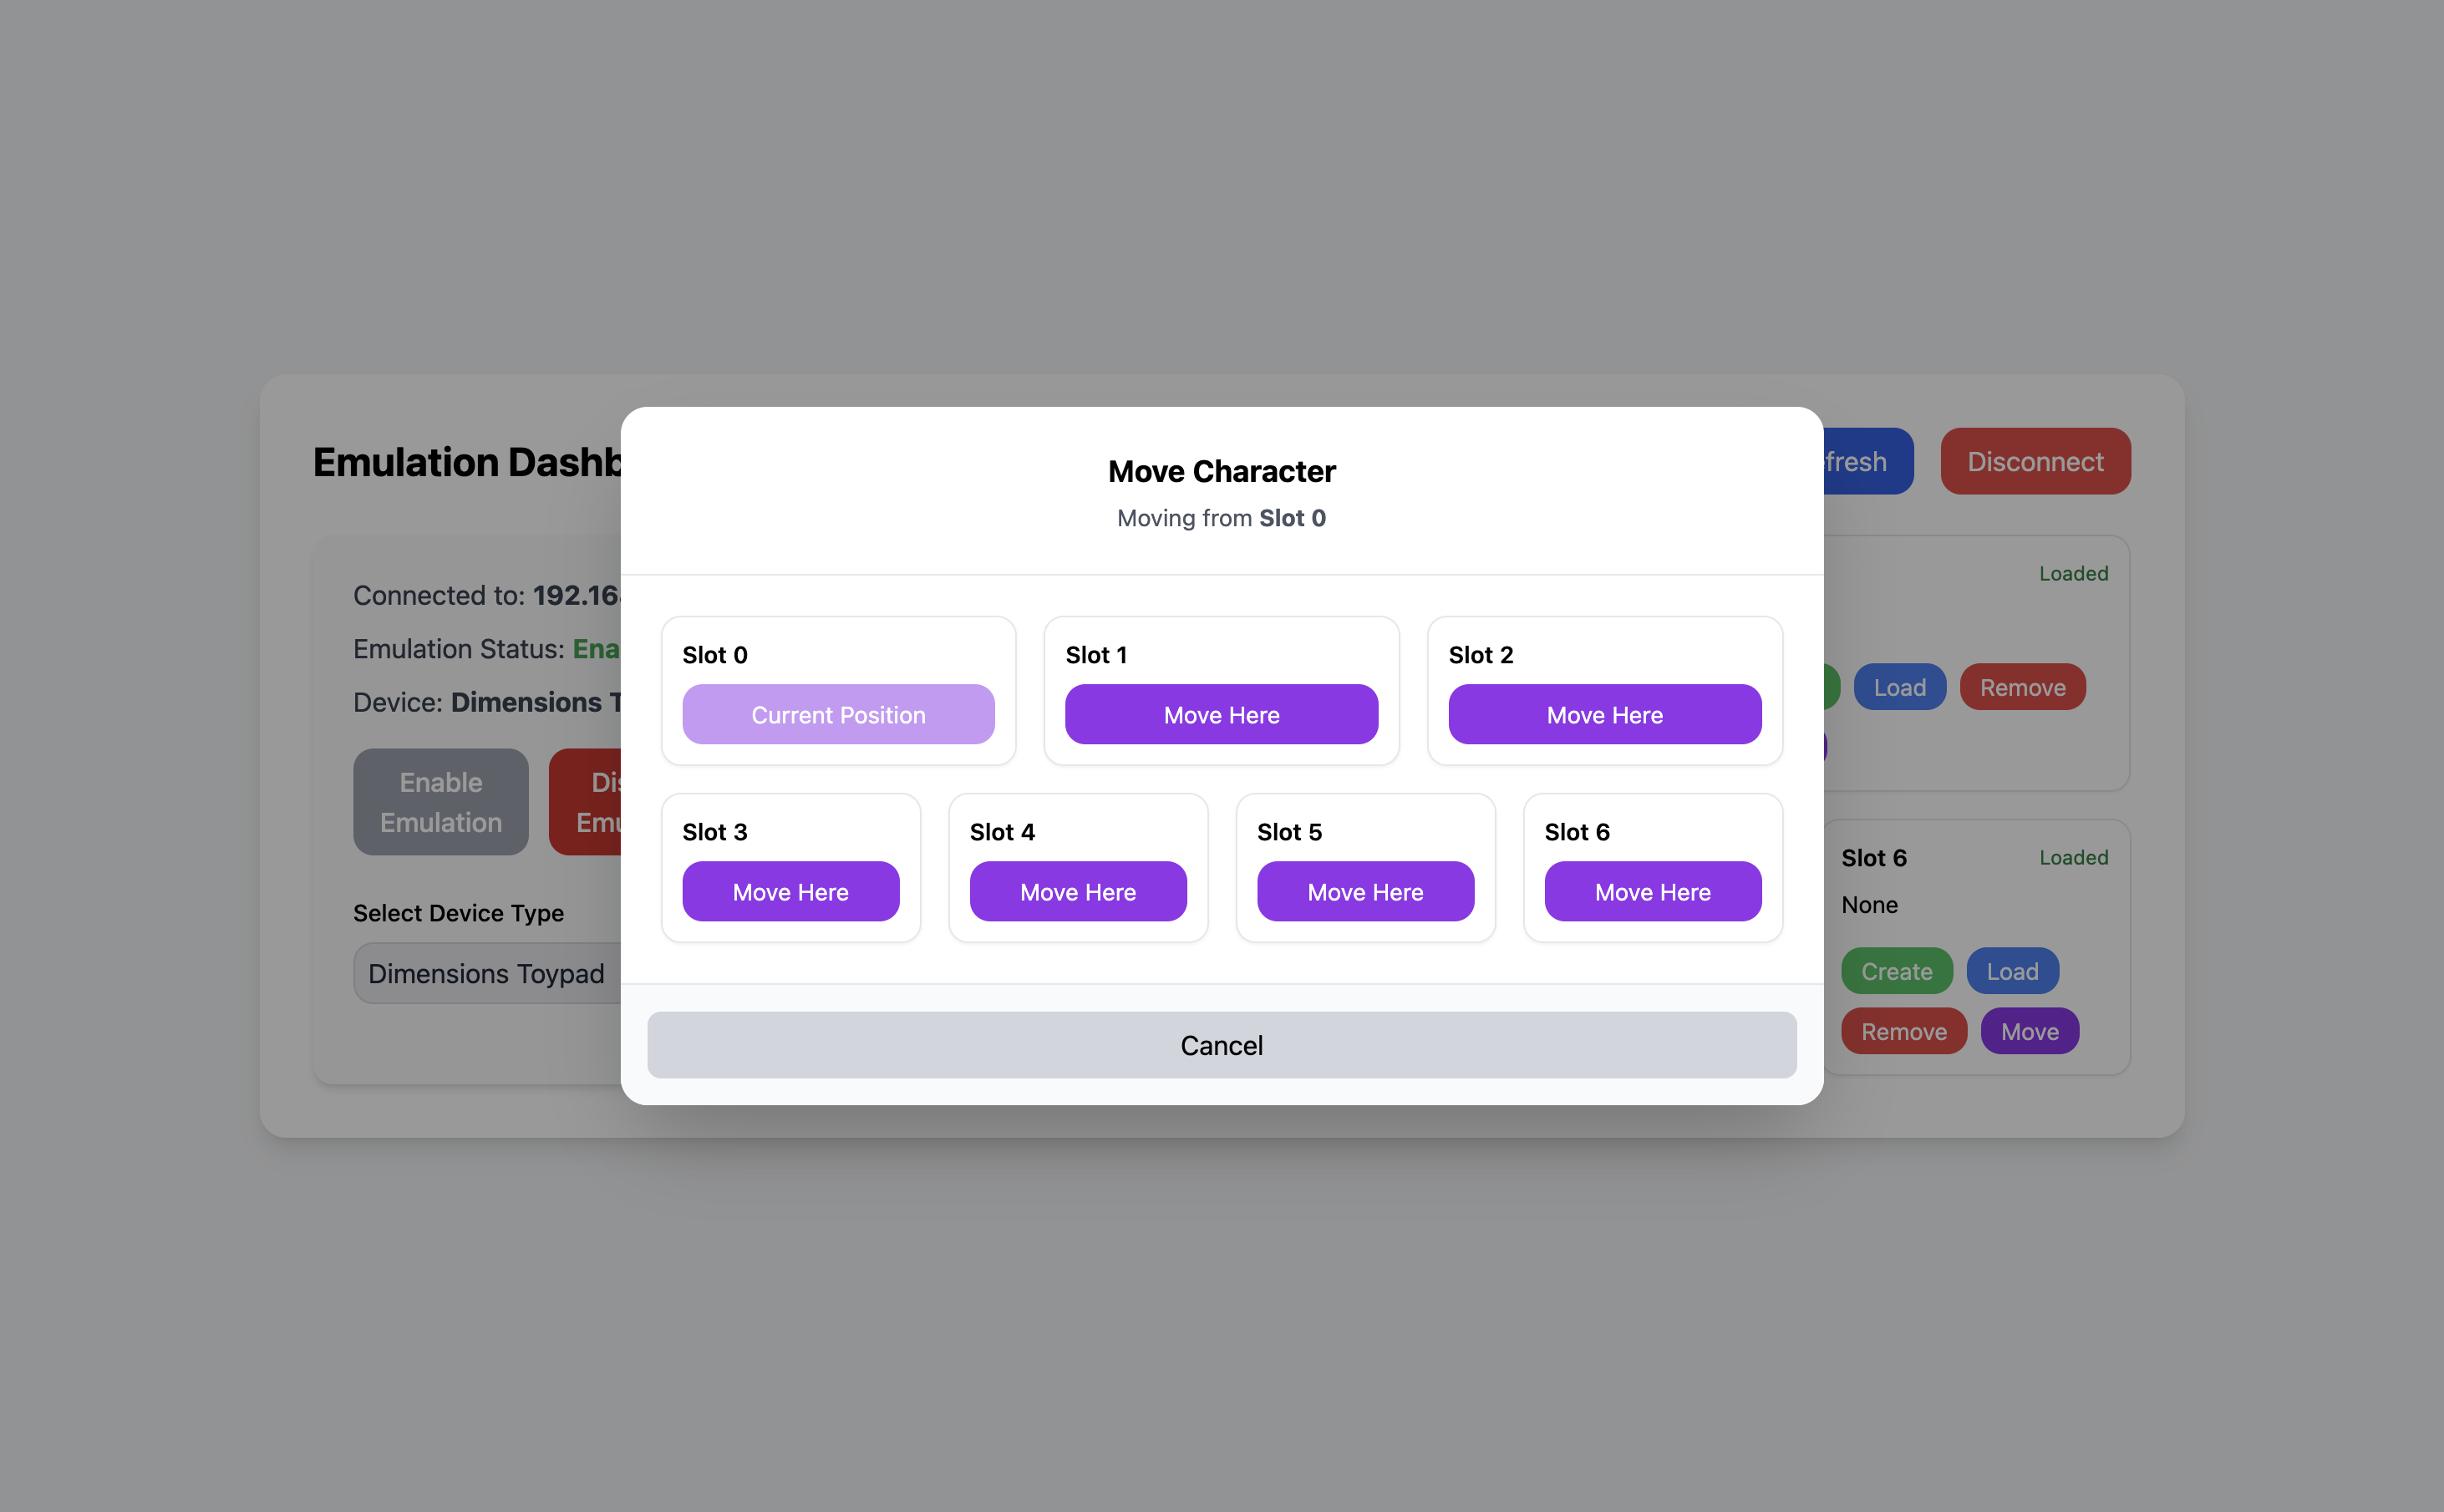 Emulation Dashb
fresh
Disconnect
Connected to: 192.16
Emulation Status: Ena
Device: Dimensions T
Enable
Emulation
Dis
Emu
Select Device Type
Dimensions Toypad
Move Character
Moving from Slot 0
Slot 0
Current Position
Slot 1
Move Here
Slot 2
Move Here
Slot 3
Move Here
Slot 4
Move Here
Slot 5
Move Here
Slot 6
Move Here
Cancel
Loaded
Load
Remove
Slot 6
Loaded
None
Create
Load
Remove
Move